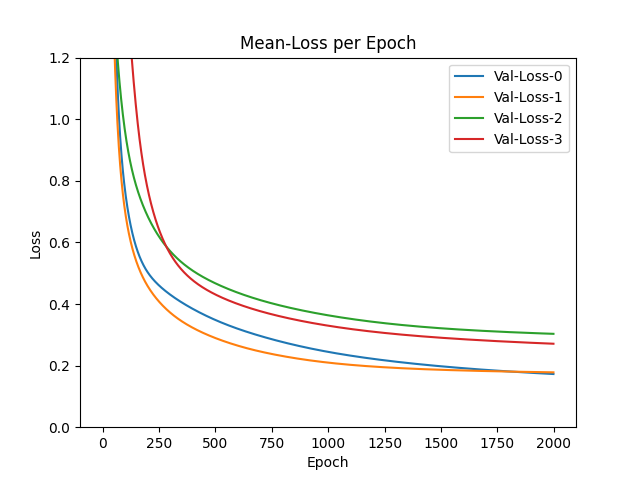 Mean-Loss per Epoch
Val-Loss-0
Val-Loss-1
Val-Loss-2
Val-Loss-3
Loss
1.2
1.0
0.8
0.6
0.4
0.2
0.0
0 250 500 750 1000 1250 1500 1750 2000
Epoch